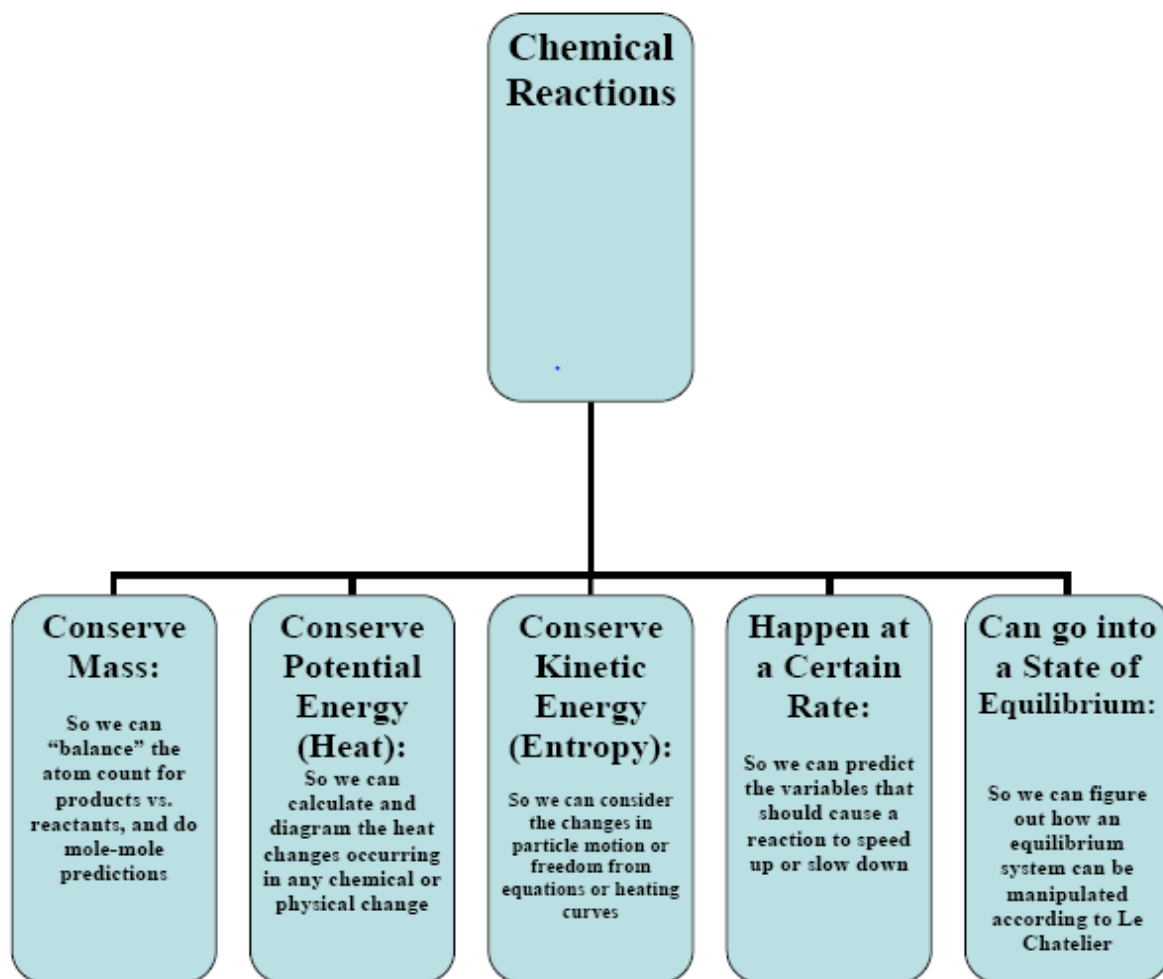 Chemical
Reactions
Conserve
Mass:
So we can
“balance” the
atom count for
products vs.
reactants, and do
mole-mole
predictions
Conserve
Potential
Energy
(Heat):
So we can
calculate and
diagram the heat
changes occurring
in any chemical or
physical change
Conserve
Kinetic
Energy
(Entropy):
So we can consider
the changes in
particle motion or
freedom from
equations or heating
curves
Happen at
a Certain
Rate:
So we can predict
the variables that
should cause a
reaction to speed
up or slow down
Can go into
a State of
Equilibrium:
So we can figure
out how an
equilibrium
system can be
manipulated
according to Le
Chatelier